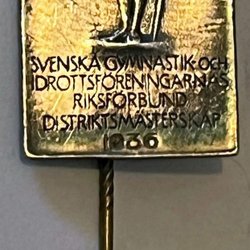 SVENSKA GYMNASTIK-OCH
IDROTTSFÖRENINGARNAS
RIKSFÖRBUND
DISTRIKTSMÄSTERSKAP
1936